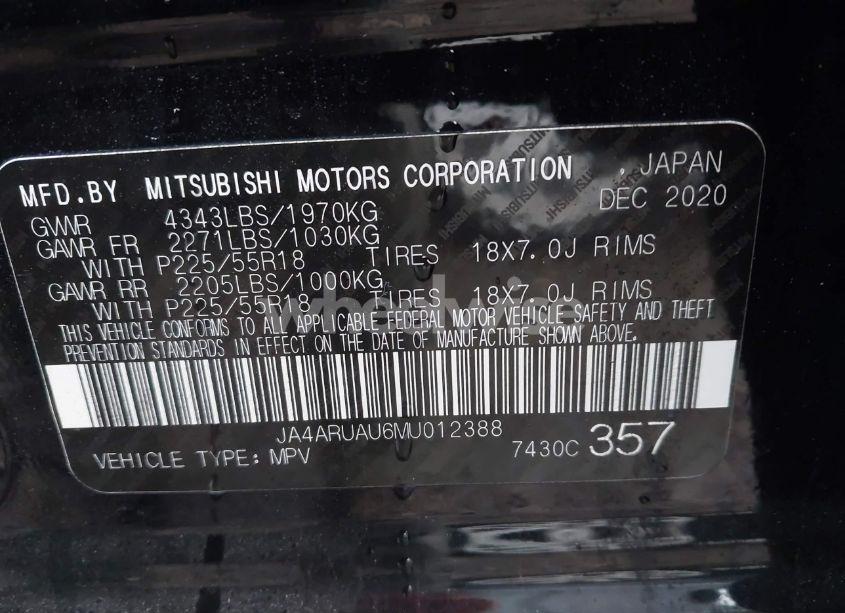 MFD.BY MITSUBISHI MOTORS CORPORATION , JAPAN
DEC 2020
GVWR 4343LBS/1970KG
GAWR FR 2271LBS/1030KG
WITH P225/55R18 TIRES 18X7.0J RIMS
GAWR RR 2205LBS/1000KG
WITH P225/55R18 TIRES 18X7.0J RIMS
THIS VEHICLE CONFORMS TO ALL APPLICABLE FEDERAL MOTOR VEHICLE SAFETY AND THEFT
PREVENTION STANDARDS IN EFFECT ON THE DATE OF MANUFACTURE SHOWN ABOVE.
JA4ARUAU6MU012388
VEHICLE TYPE: MPV 7430C 357